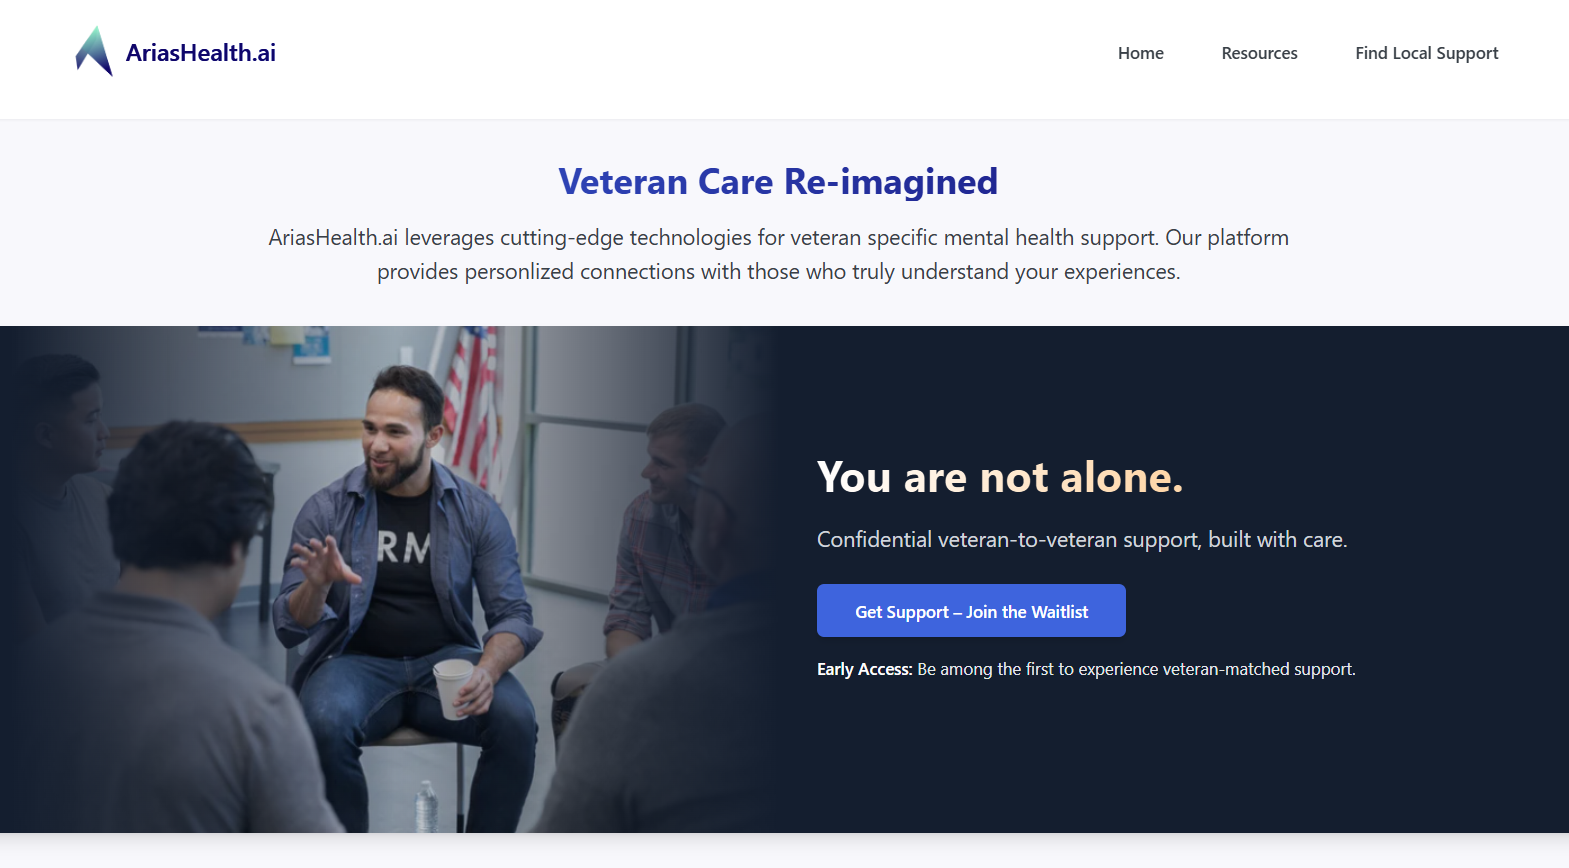 AriasHealth.ai
Home
Resources
Find Local Support
Veteran Care Re-imagined
AriasHealth.ai leverages cutting-edge technologies for veteran specific mental health support. Our platform
provides personlized connections with those who truly understand your experiences.
RM
You are not alone.
Confidential veteran-to-veteran support, built with care.
Get Support – Join the Waitlist
Early Access: Be among the first to experience veteran-matched support.